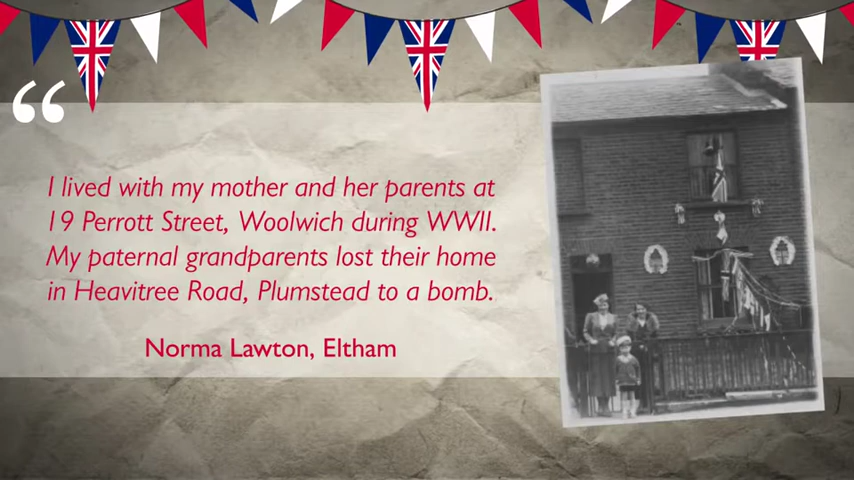 “
I lived with my mother and her parents at
19 Perrott Street, Woolwich during WWII.
My paternal grandparents lost their home
in Heavitree Road, Plumstead to a bomb.
Norma Lawton, Eltham